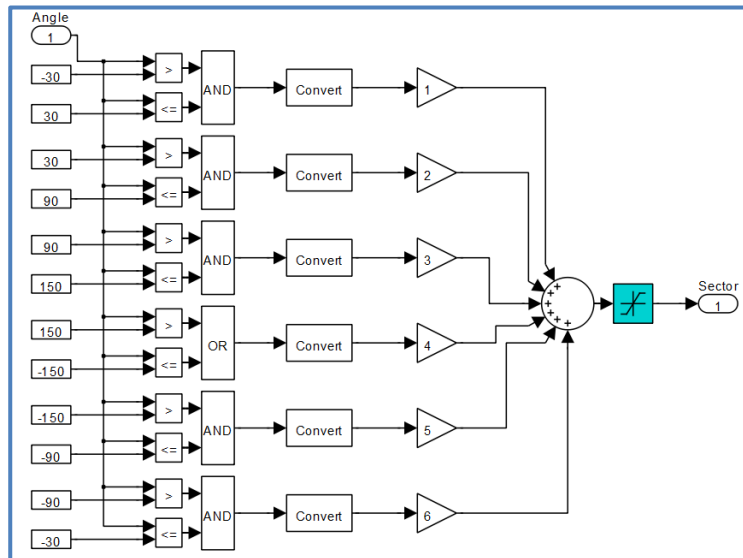 Angle
1
-30
>
AND
Convert
1
30
<=
30
>
AND
Convert
2
90
<=
90
>
AND
Convert
3
150
<=
+
+
+
+
+
+
Sector
1
150
>
OR
Convert
4
-150
<=
-150
>
AND
Convert
5
-90
<=
-90
>
AND
Convert
6
-30
<=